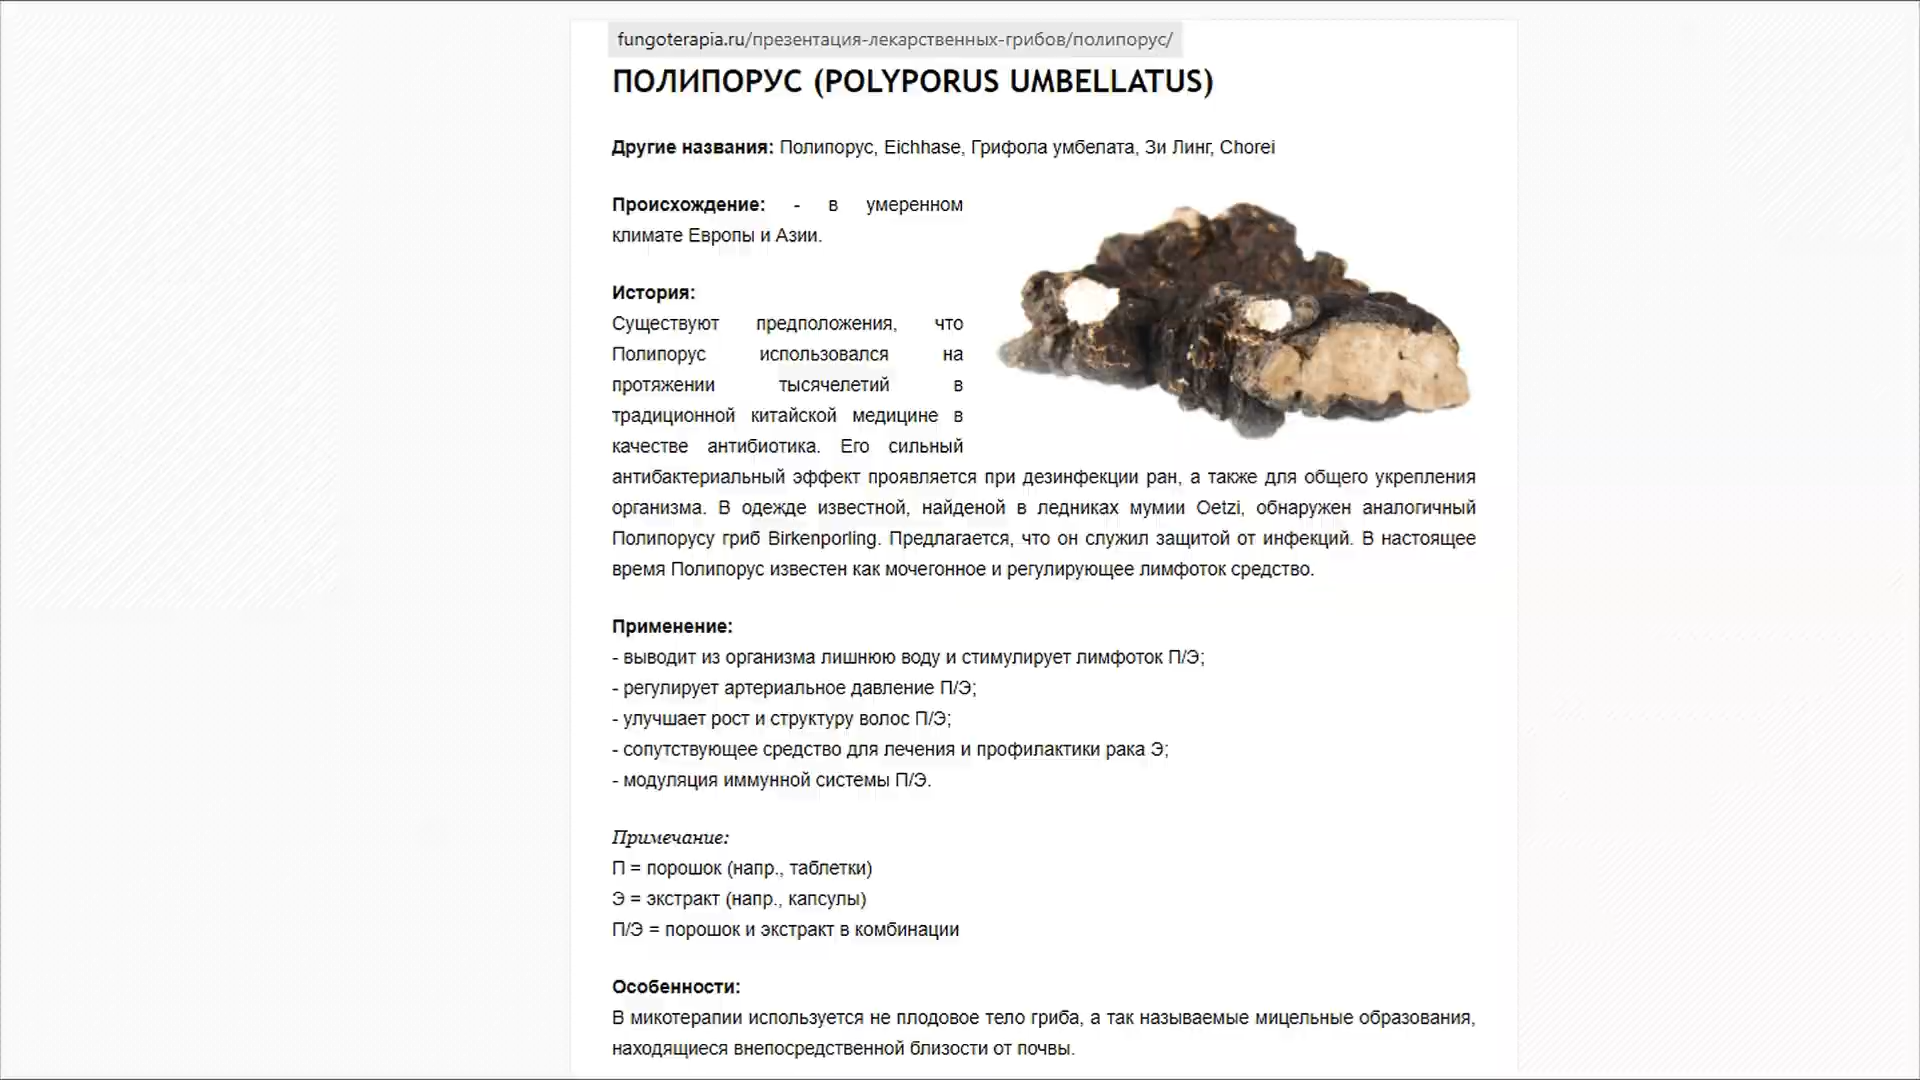 fungoterapia.ru/презентация-лекарственных-грибов/полипорус/
ПОЛИПОРУС (POLYPORUS UMBELLATUS)
Другие названия: Полипорус, Eichhase, Грифола умбелата, Зи Линг, Chorei
Происхождение: - в умеренном
климате Европы и Азии.
История:
Существуют предположения, что
Полипорус использовался на
протяжении тысячелетий в
традиционной китайской медицине в
качестве антибиотика. Его сильный
антибактериальный эффект проявляется при дезинфекции ран, а также для общего укрепления
организма. В одежде известной, найденой в ледниках мумии Oetzi, обнаружен аналогичный
Полипорусу гриб Birkenporling. Предлагается, что он служил защитой от инфекций. В настоящее
время Полипорус известен как мочегонное и регулирующее лимфоток средство.
Применение:
- выводит из организма лишнюю воду и стимулирует лимфоток П/Э;
- регулирует артериальное давление П/Э;
- улучшает рост и структуру волос П/Э;
- сопутствующее средство для лечения и профилактики рака Э;
- модуляция иммунной системы П/Э.
Примечание:
П = порошок (напр., таблетки)
Э = экстракт (напр., капсулы)
П/Э = порошок и экстракт в комбинации
Особенности:
В микотерапии используется не плодовое тело гриба, а так называемые мицельные образования,
находящиеся внепосредственной близости от почвы.